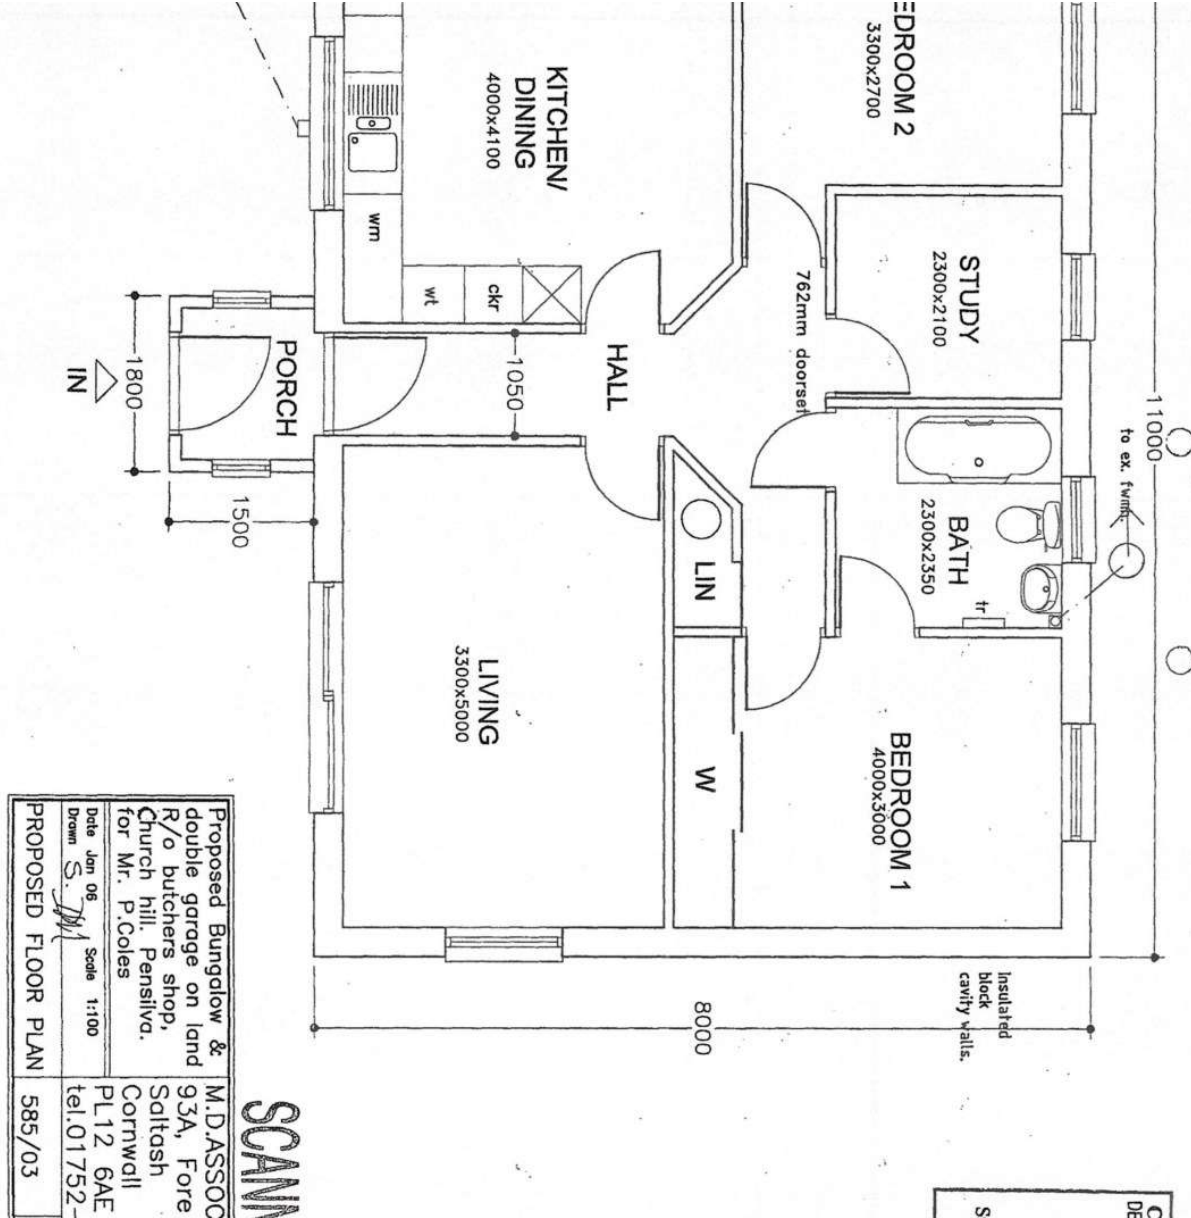 EDROOM 2
3300x2700
KITCHEN/
DINING
4000x4100
wm
wt
ckr
STUDY
2300x2100
762mm doorset
HALL
1050
PORCH
1800
IN
1500
11000
to ex. fwmh.
BATH
2300x2350
tr
LIN
LIVING
3300x5000
W
BEDROOM 1
4000x3000
Insulated
block
cavity walls.
8000
Proposed Bungalow &
double garage on land
R/o butchers shop,
Church hill. Pensilva.
for Mr. P.Coles
Date Jan 06 Scale 1:100
Drawn S.
PROPOSED FLOOR PLAN
585/03
M.D.ASSOC
93A, Fore
Saltash
Cornwall
PL12 6AE
tel.01752-
SCANN
C
DE
S